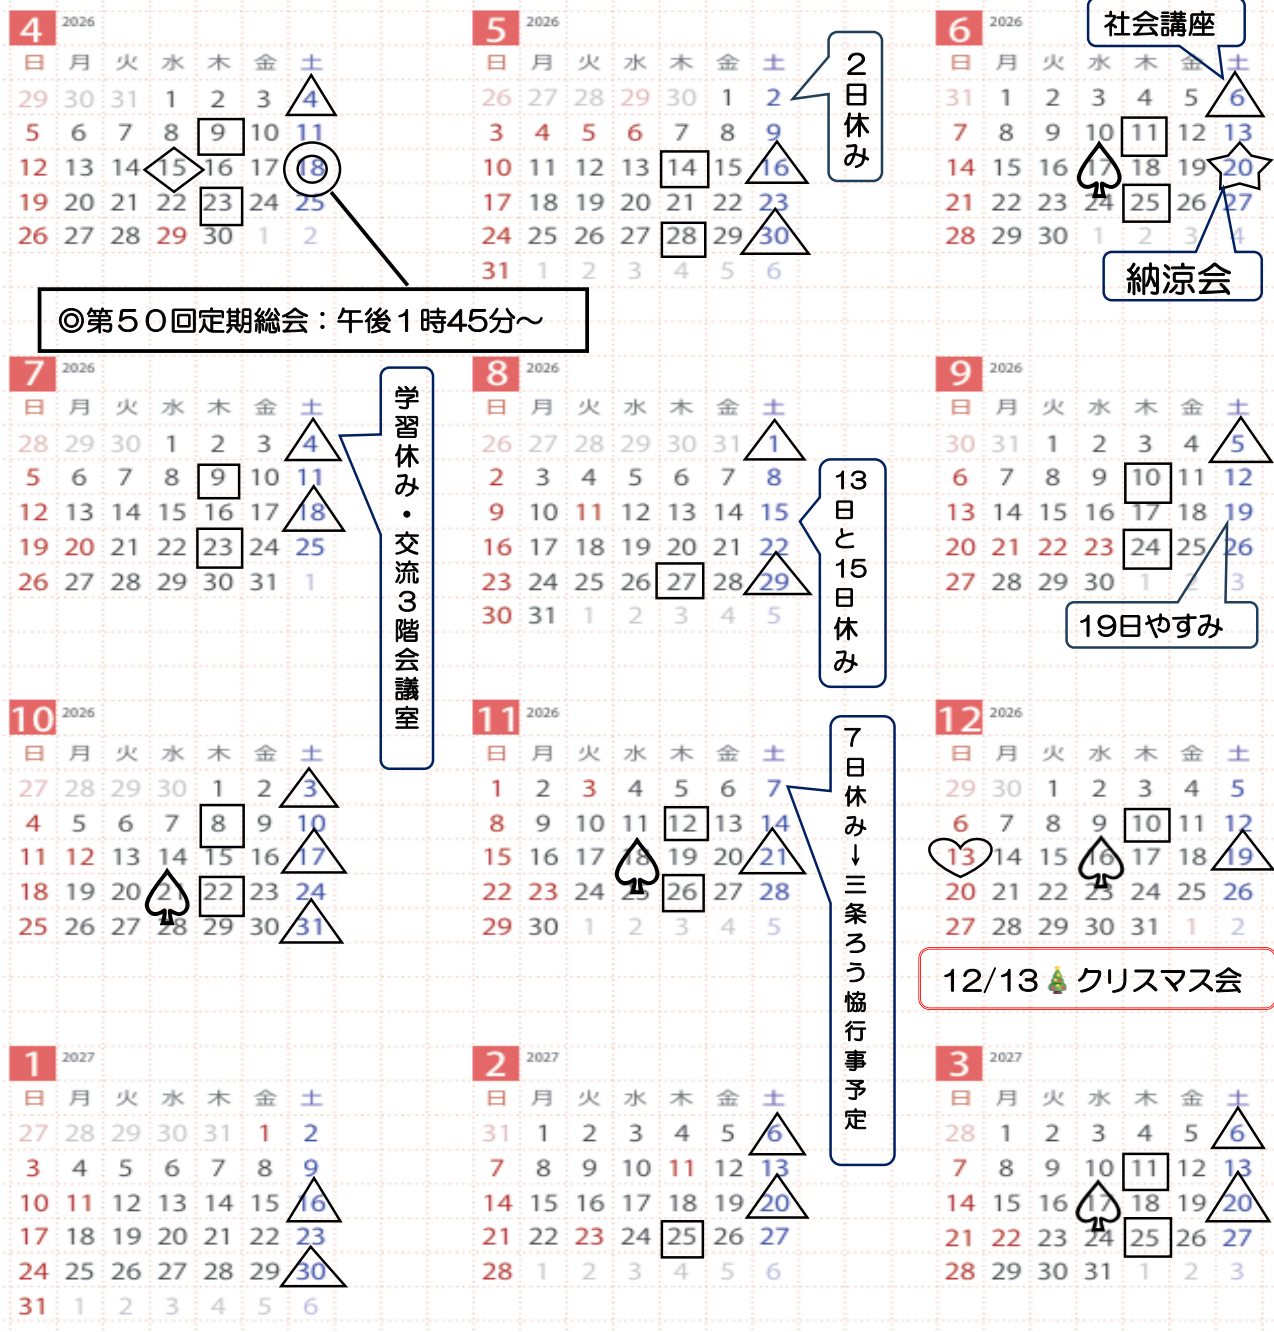 4 2026
日 月 火 水 木 金 土
29 30 31 1 2 3 4
5 6 7 8 9 10 11
12 13 14 15 16 17 18
19 20 21 22 23 24 25
26 27 28 29 30 1 2
◎第５０回定期総会：午後１時45分～
5 2026
日 月 火 水 木 金 土
26 27 28 29 30 1 2
3 4 5 6 7 8 9
10 11 12 13 14 15 16
17 18 19 20 21 22 23
24 25 26 27 28 29 30
31 1 2 3 4 5 6
２日休み
6 2026
社会講座
日 月 火 水 木 金 土
31 1 2 3 4 5 6
7 8 9 10 11 12 13
14 15 16 17 18 19 20
21 22 23 24 25 26 27
28 29 30 1 2 3 4
納涼会
7 2026
日 月 火 水 木 金 土
28 29 30 1 2 3 4
5 6 7 8 9 10 11
12 13 14 15 16 17 18
19 20 21 22 23 24 25
26 27 28 29 30 31 1
学習休み・交流３階会議室
8 2026
日 月 火 水 木 金 土
26 27 28 29 30 31 1
2 3 4 5 6 7 8
9 10 11 12 13 14 15
16 17 18 19 20 21 22
23 24 25 26 27 28 29
30 31 1 2 3 4 5
13日と15日休み
9 2026
日 月 火 水 木 金 土
30 31 1 2 3 4 5
6 7 8 9 10 11 12
13 14 15 16 17 18 19
20 21 22 23 24 25 26
27 28 29 30 1 2 3
19日やすみ
10 2026
日 月 火 水 木 金 土
27 28 29 30 1 2 3
4 5 6 7 8 9 10
11 12 13 14 15 16 17
18 19 20 21 22 23 24
25 26 27 28 29 30 31
11 2026
日 月 火 水 木 金 土
1 2 3 4 5 6 7
8 9 10 11 12 13 14
15 16 17 18 19 20 21
22 23 24 25 26 27 28
29 30 1 2 3 4 5
７日休み→三条ろう協行事予定
12 2026
日 月 火 水 木 金 土
29 30 1 2 3 4 5
6 7 8 9 10 11 12
13 14 15 16 17 18 19
20 21 22 23 24 25 26
27 28 29 30 31 1 2
12/13🎄クリスマス会
1 2027
日 月 火 水 木 金 土
27 28 29 30 31 1 2
3 4 5 6 7 8 9
10 11 12 13 14 15 16
17 18 19 20 21 22 23
24 25 26 27 28 29 30
31 1 2 3 4 5 6
2 2027
日 月 火 水 木 金 土
31 1 2 3 4 5 6
7 8 9 10 11 12 13
14 15 16 17 18 19 20
21 22 23 24 25 26 27
28 1 2 3 4 5 6
3 2027
日 月 火 水 木 金 土
28 1 2 3 4 5 6
7 8 9 10 11 12 13
14 15 16 17 18 19 20
21 22 23 24 25 26 27
28 29 30 31 1 2 3